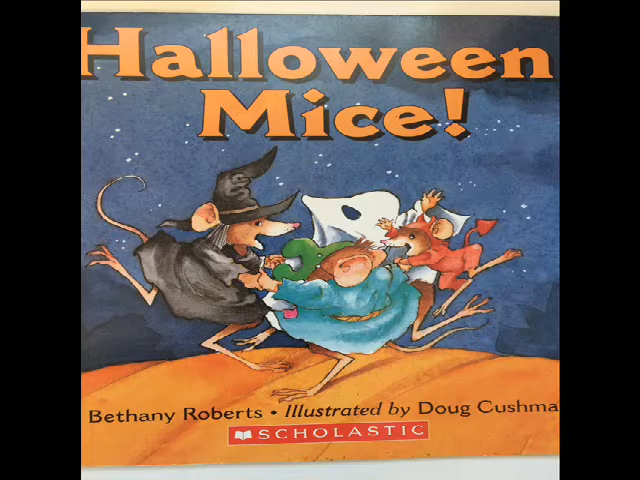 Halloween
Mice!
Bethany Roberts • Illustrated by Doug Cushma
SCHOLASTIC